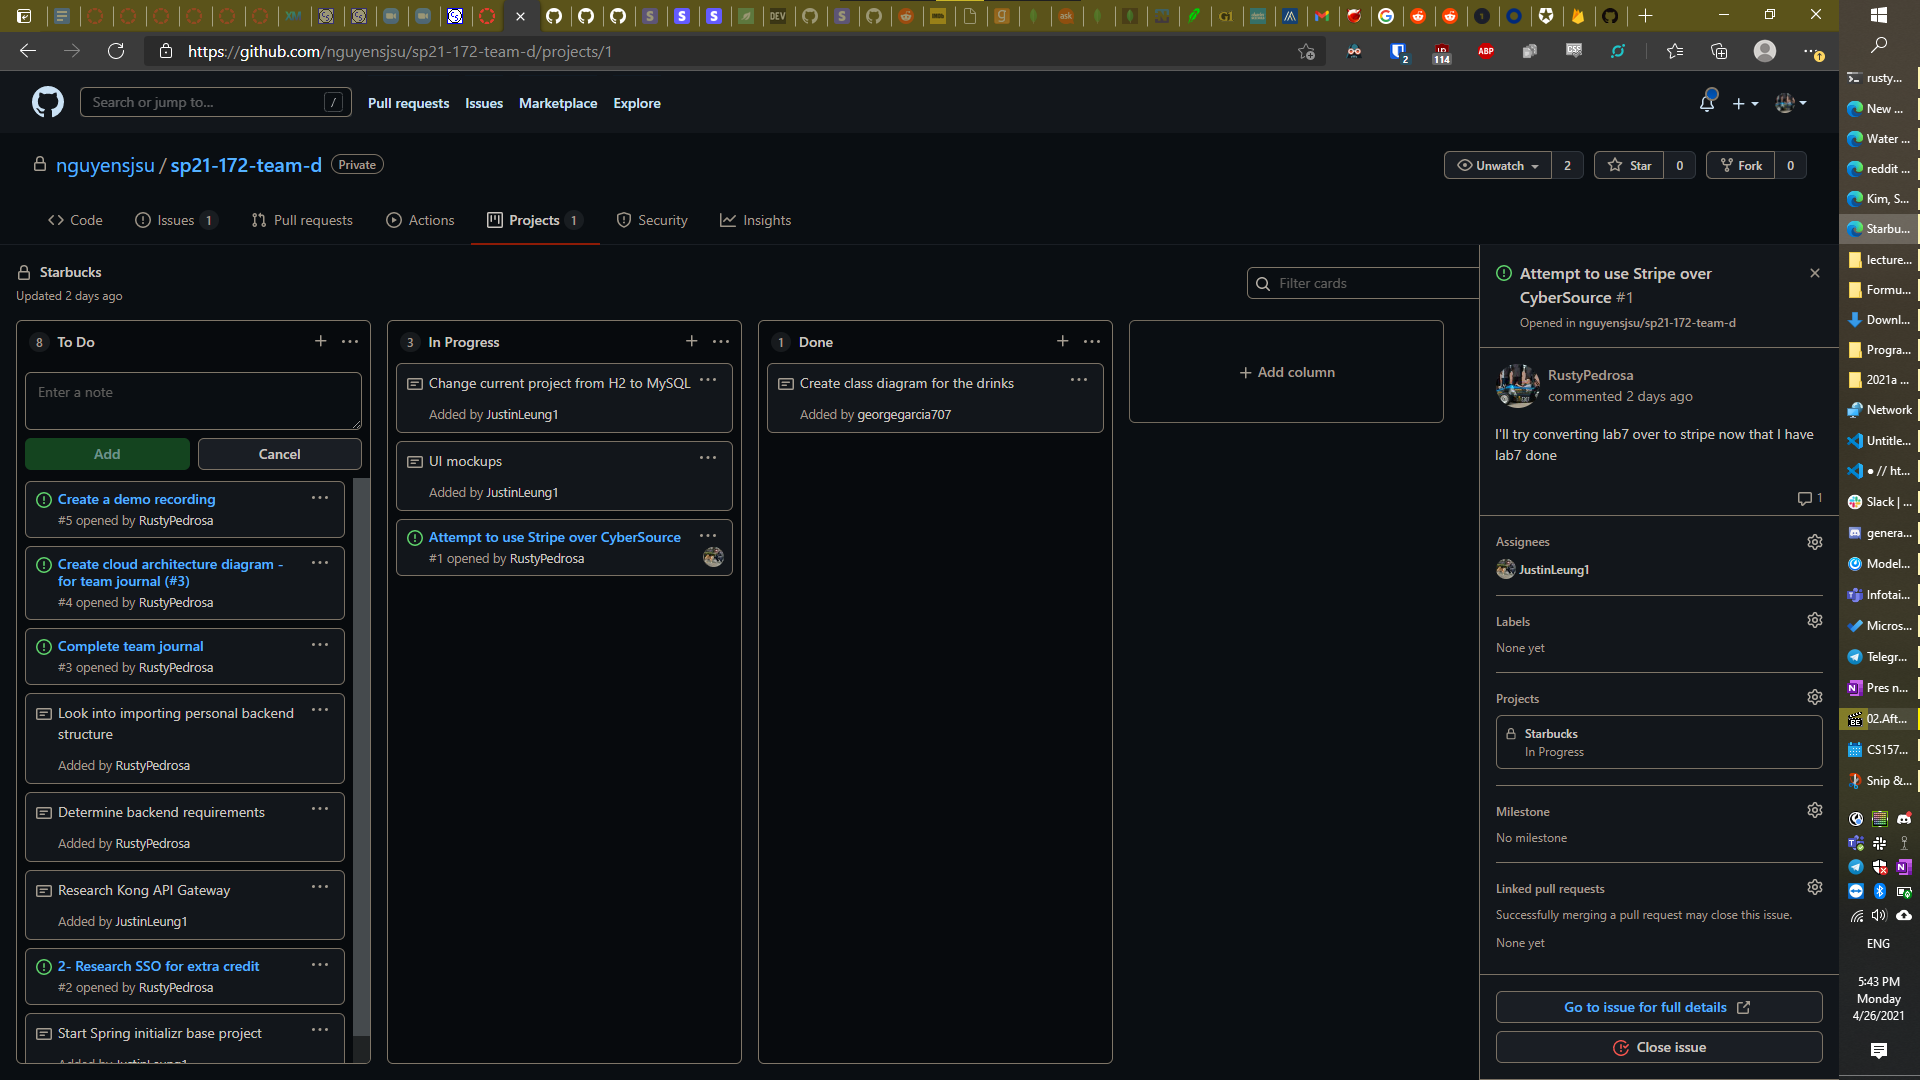 https://github.com/nguyensjsu/sp21-172-team-d/projects/1
2
114
ABP
Search or jump to...
/
Pull requests
Issues
Marketplace
Explore
nguyensjsu / sp21-172-team-d
Private
Unwatch
2
Star
0
Fork
0
Code
Issues 1
Pull requests
Actions
Projects 1
Security
Insights
Starbucks
Updated 2 days ago
Filter cards
8 To Do
Enter a note
Add
Cancel
Create a demo recording
#5 opened by RustyPedrosa
Create cloud architecture diagram -
for team journal (#3)
#4 opened by RustyPedrosa
Complete team journal
#3 opened by RustyPedrosa
Look into importing personal backend
structure
Added by RustyPedrosa
Determine backend requirements
Added by RustyPedrosa
Research Kong API Gateway
Added by JustinLeung1
2- Research SSO for extra credit
#2 opened by RustyPedrosa
Start Spring initializr base project
Added by JustinLeung1
3 In Progress
Change current project from H2 to MySQL
Added by JustinLeung1
UI mockups
Added by JustinLeung1
Attempt to use Stripe over CyberSource
#1 opened by RustyPedrosa
1 Done
Create class diagram for the drinks
Added by georgegarcia707
Add column
Attempt to use Stripe over
CyberSource #1
Opened in nguyensjsu/sp21-172-team-d
RustyPedrosa
commented 2 days ago
I'll try converting lab7 over to stripe now that I have
lab7 done
1
Assignees
JustinLeung1
Labels
None yet
Projects
Starbucks
In Progress
Milestone
No milestone
Linked pull requests
Successfully merging a pull request may close this issue.
None yet
Go to issue for full details
Close issue
rusty...
New ...
Water ...
reddit ...
Kim, S...
Starbu...
lecture...
Formu...
Downl...
Progra...
2021a ...
Network
Untitle...
● // ht...
Slack | ...
genera...
Model...
Infotai...
Micros...
Telegr...
Pres n...
02.Aft...
CS157...
Snip &...
ENG
5:43 PM
Monday
4/26/2021